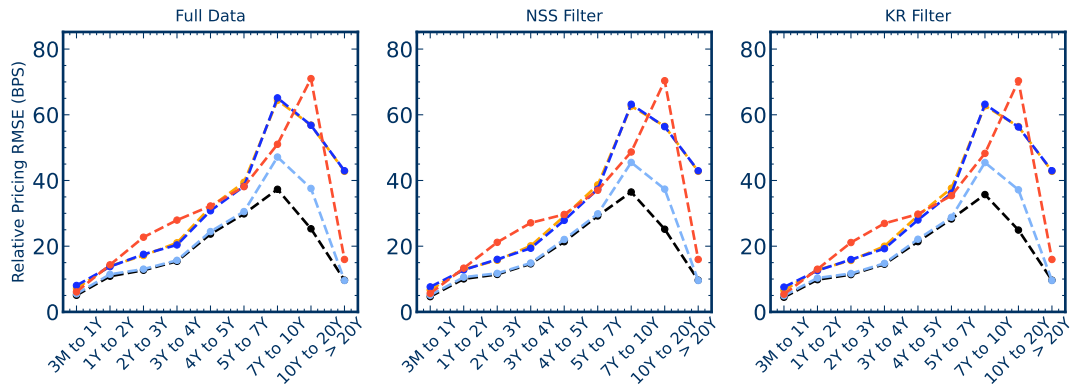 Full Data
NSS Filter
KR Filter
Relative Pricing RMSE (BPS)
80
60
40
20
0
3M to 1Y
1Y to 2Y
2Y to 3Y
3Y to 4Y
4Y to 5Y
5Y to 7Y
7Y to 10Y
10Y to 20Y
> 20Y
80
60
40
20
0
3M to 1Y
1Y to 2Y
2Y to 3Y
3Y to 4Y
4Y to 5Y
5Y to 7Y
7Y to 10Y
10Y to 20Y
> 20Y
80
60
40
20
0
3M to 1Y
1Y to 2Y
2Y to 3Y
3Y to 4Y
4Y to 5Y
5Y to 7Y
7Y to 10Y
10Y to 20Y
> 20Y